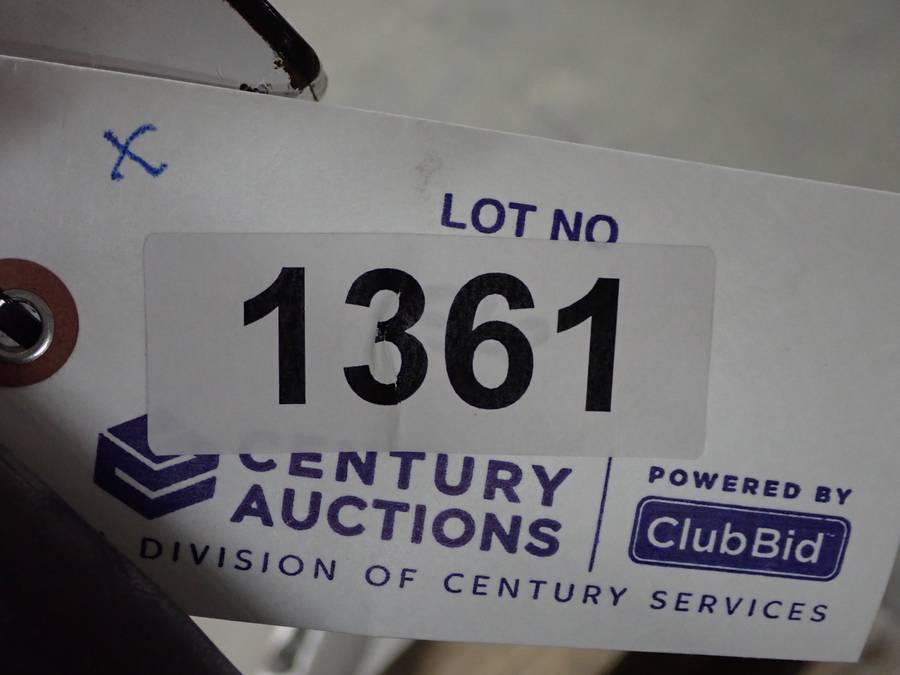 X
LOT NO
1361
CENTURY
AUCTIONS
DIVISION OF CENTURY SERVICES
POWERED BY
ClubBid